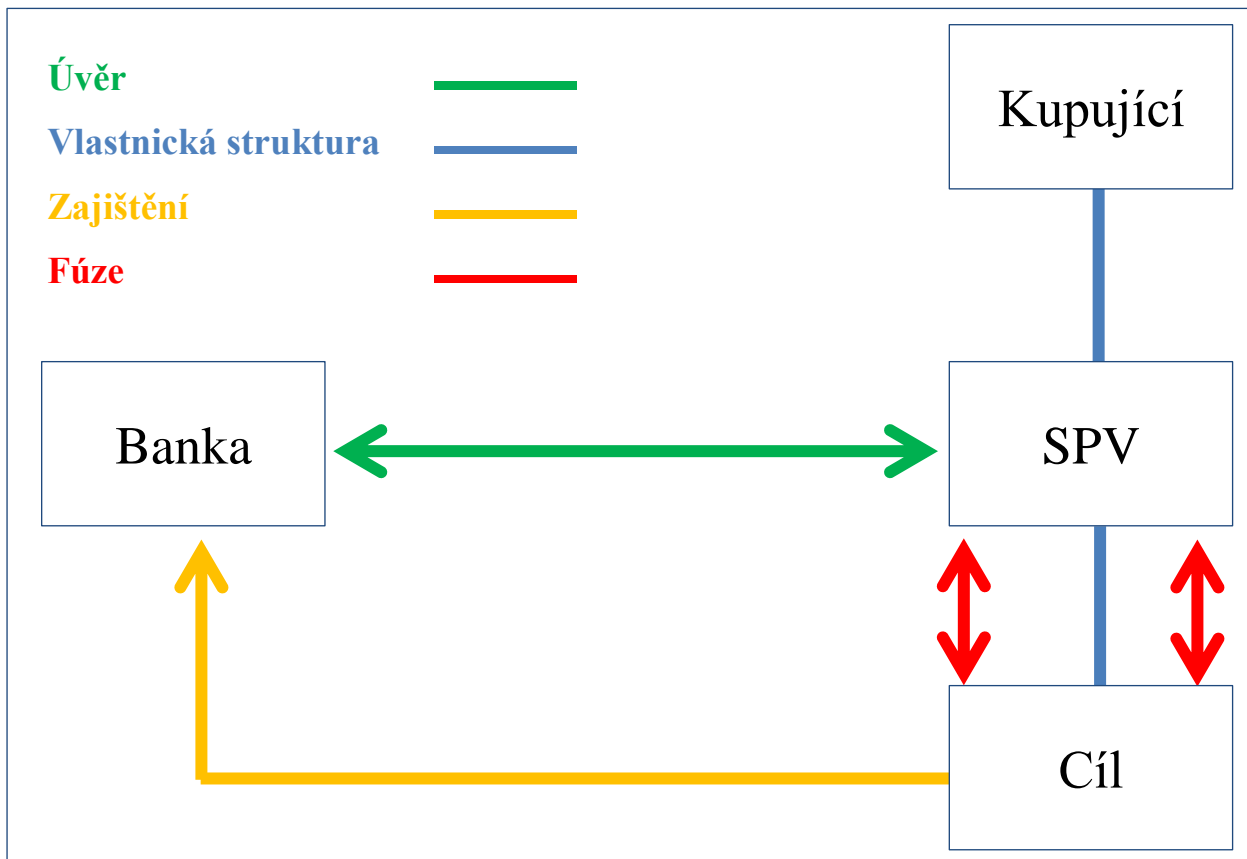 Úvěr
Vlastnická struktura
Zajištění
Fúze
Kupující
Banka
SPV
Cíl